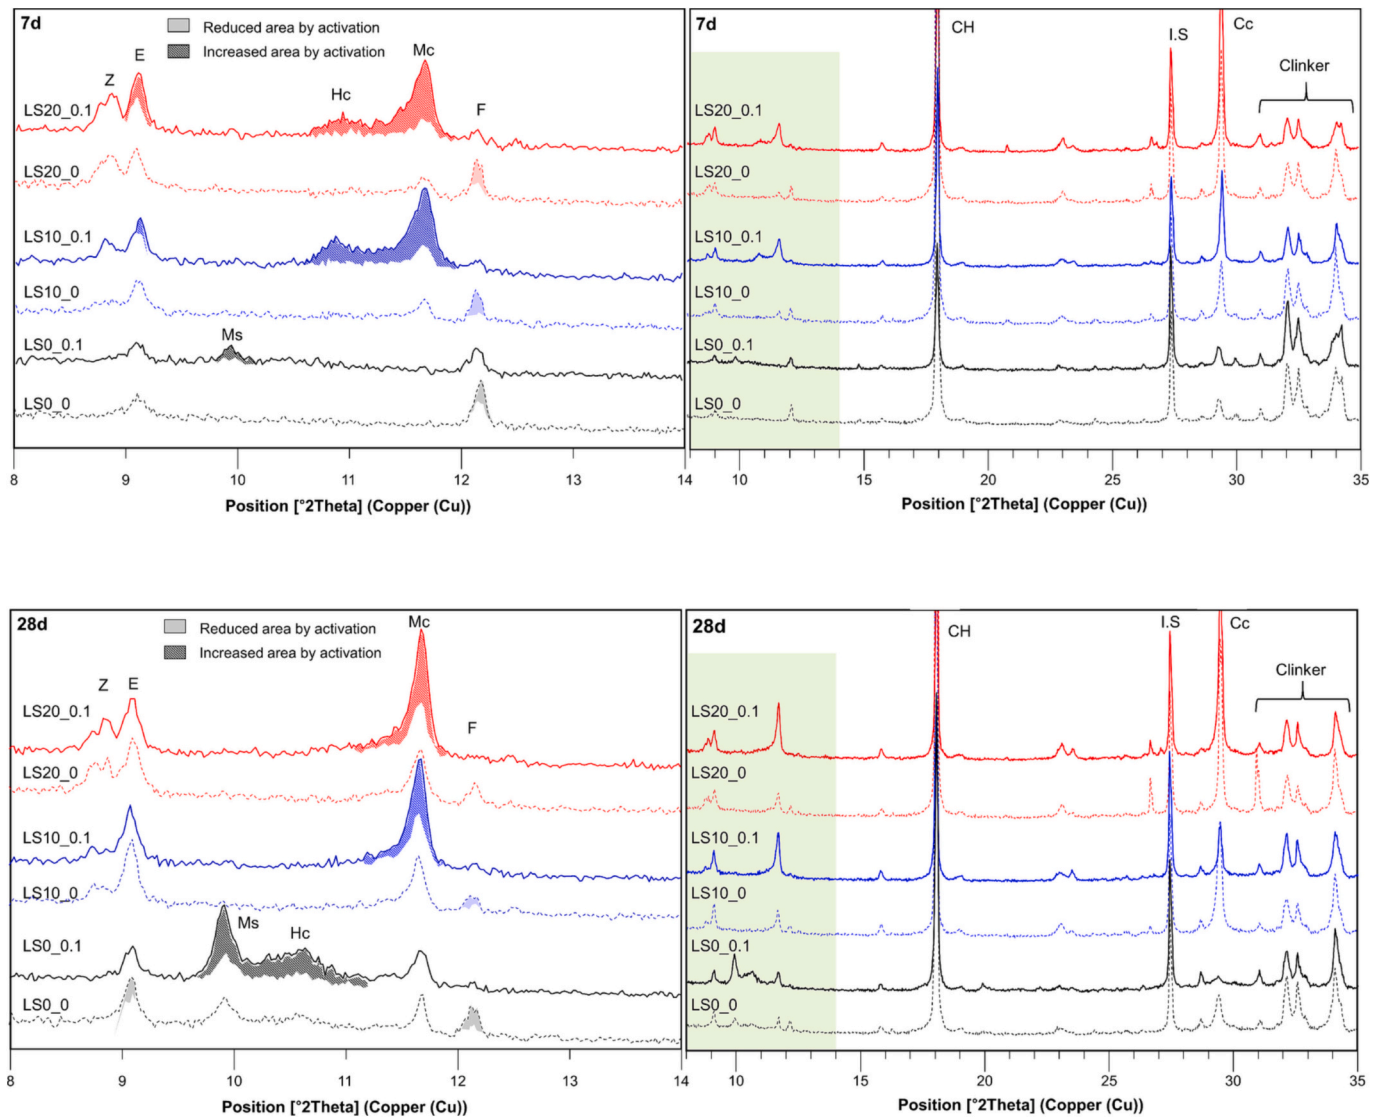 7d
Reduced area by activation
Increased area by activation
Z
E
Hc
Mc
F
LS20_0.1
LS20_0
LS10_0.1
LS10_0
Ms
LS0_0.1
LS0_0
8 9 10 11 12 13 14
Position [°2Theta] (Copper (Cu))
7d
CH
I.S
Cc
Clinker
LS20_0.1
LS20_0
LS10_0.1
LS10_0
LS0_0.1
LS0_0
10 15 20 25 30 35
Position [°2Theta] (Copper (Cu))
28d
Reduced area by activation
Increased area by activation
Mc
Z
E
F
LS20_0.1
LS20_0
LS10_0.1
LS10_0
Ms
Hc
LS0_0.1
LS0_0
8 9 10 11 12 13 14
Position [°2Theta] (Copper (Cu))
28d
CH
I.S
Cc
Clinker
LS20_0.1
LS20_0
LS10_0.1
LS10_0
LS0_0.1
LS0_0
10 15 20 25 30 35
Position [°2Theta] (Copper (Cu))